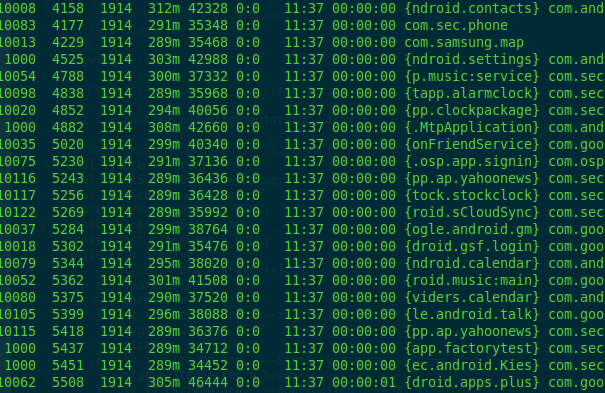 10008  4158  1914  312m 42328 0:0   11:37 00:00:00 {ndroid.contacts} com.and
10083  4177  1914  291m 35348 0:0   11:37 00:00:00 com.sec.phone
10013  4229  1914  289m 35468 0:0   11:37 00:00:00 com.samsung.map
1000  4525  1914  303m 42988 0:0   11:37 00:00:00 {ndroid.settings} com.and
10054  4788  1914  300m 37332 0:0   11:37 00:00:00 {p.music:service} com.sec
10098  4838  1914  289m 35968 0:0   11:37 00:00:00 {tapp.alarmclock} com.sec
10020  4852  1914  294m 40056 0:0   11:37 00:00:00 {pp.clockpackage} com.sec
1000  4882  1914  308m 42660 0:0   11:37 00:00:00 {.MtpApplication} com.and
10035  5020  1914  299m 40340 0:0   11:37 00:00:00 {onFriendService} com.goo
10075  5230  1914  291m 37136 0:0   11:37 00:00:00 {.osp.app.signin} com.osp
10116  5243  1914  289m 36436 0:0   11:37 00:00:00 {pp.ap.yahoonews} com.sec
10117  5256  1914  289m 36428 0:0   11:37 00:00:00 {tock.stockclock} com.sec
10122  5269  1914  289m 35992 0:0   11:37 00:00:00 {roid.sCloudSync} com.sec
10037  5284  1914  299m 38764 0:0   11:37 00:00:00 {ogle.android.gm} com.goo
10018  5302  1914  291m 35476 0:0   11:37 00:00:00 {droid.gsf.login} com.goo
10079  5344  1914  295m 38020 0:0   11:37 00:00:00 {ndroid.calendar} com.and
10052  5362  1914  301m 41508 0:0   11:37 00:00:00 {roid.music:main} com.goo
10080  5375  1914  290m 37520 0:0   11:37 00:00:00 {viders.calendar} com.and
10105  5399  1914  296m 38088 0:0   11:37 00:00:00 {le.android.talk} com.goo
10115  5418  1914  289m 36376 0:0   11:37 00:00:00 {pp.ap.yahoonews} com.sec
1000  5437  1914  289m 34712 0:0   11:37 00:00:00 {app.factorytest} com.sec
1000  5451  1914  289m 34452 0:0   11:37 00:00:00 {ec.android.Kies} com.sec
10062  5508  1914  305m 46444 0:0   11:37 00:00:01 {droid.apps.plus} com.goo